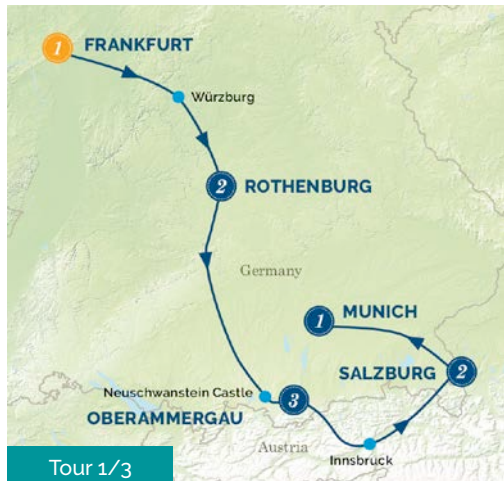 1 FRANKFURT
Würzburg
2 ROTHENBURG
Germany
1 MUNICH
SALZBURG 2
Neuschwanstein Castle
3
OBERAMMERGAU
Austria
Innsbruck
Tour 1/3